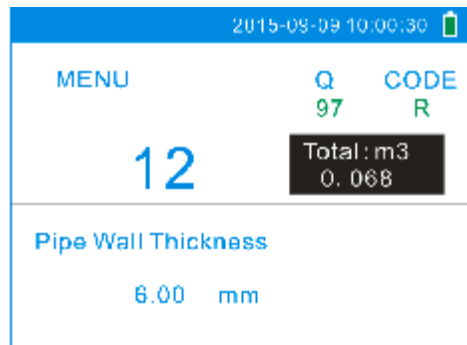 2015-09-09 10:00:30
MENU Q CODE
97 R
12 Total:m3
0.068
Pipe Wall Thickness
6.00 mm